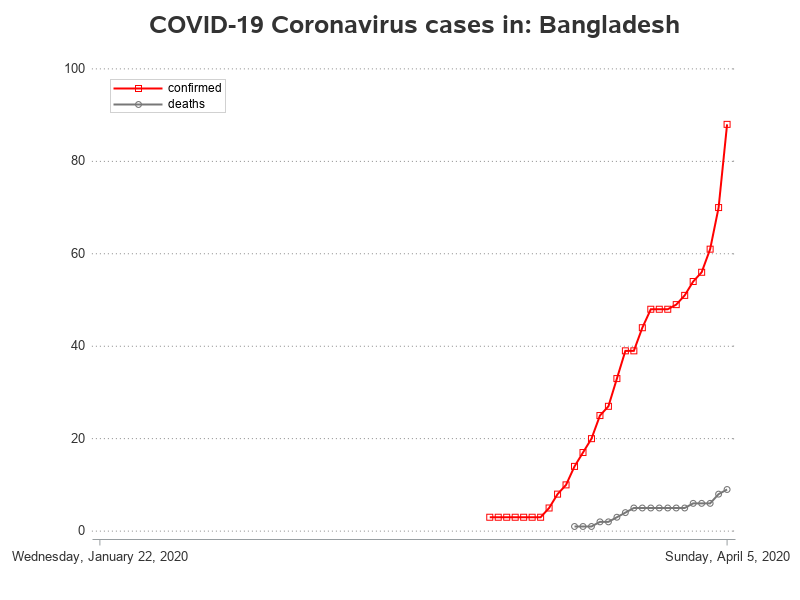 COVID-19 Coronavirus cases in: Bangladesh
100
confirmed
deaths
80
60
40
20
0
Wednesday, January 22, 2020
Sunday, April 5, 2020